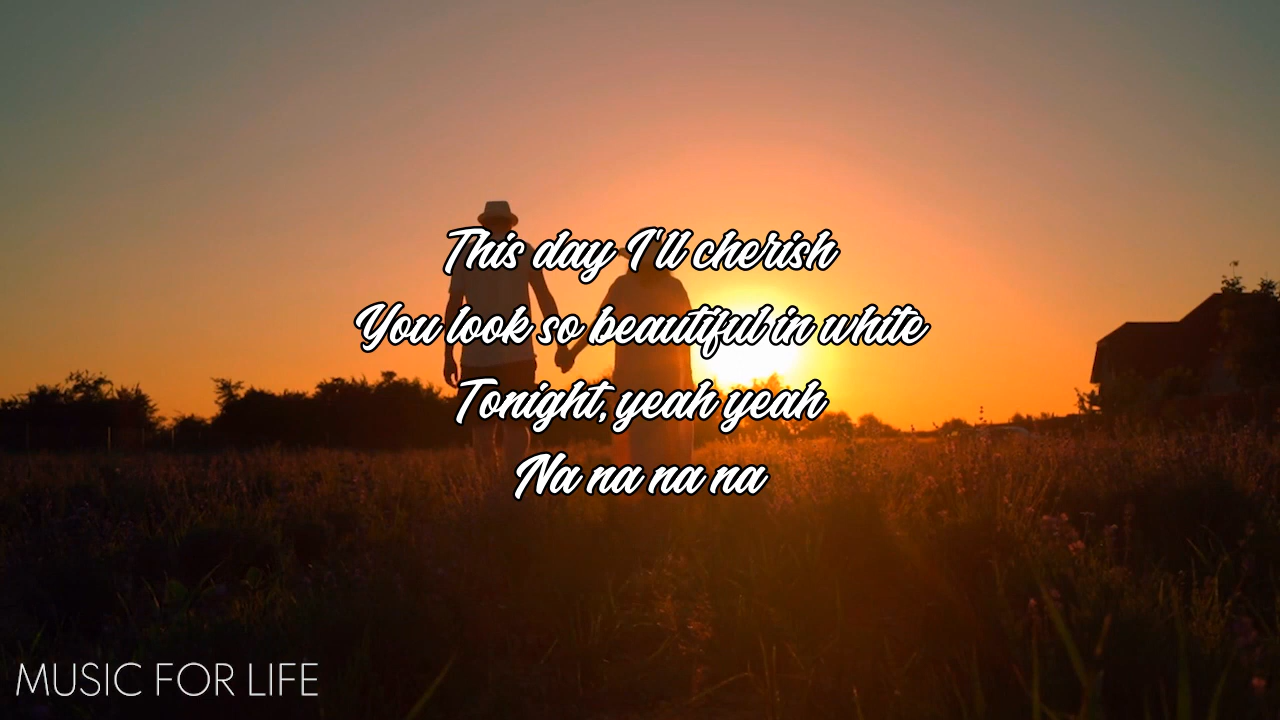 This day I'll cherish
You look so beautiful in white
Tonight, yeah yeah
Na na na na
MUSIC FOR LIFE